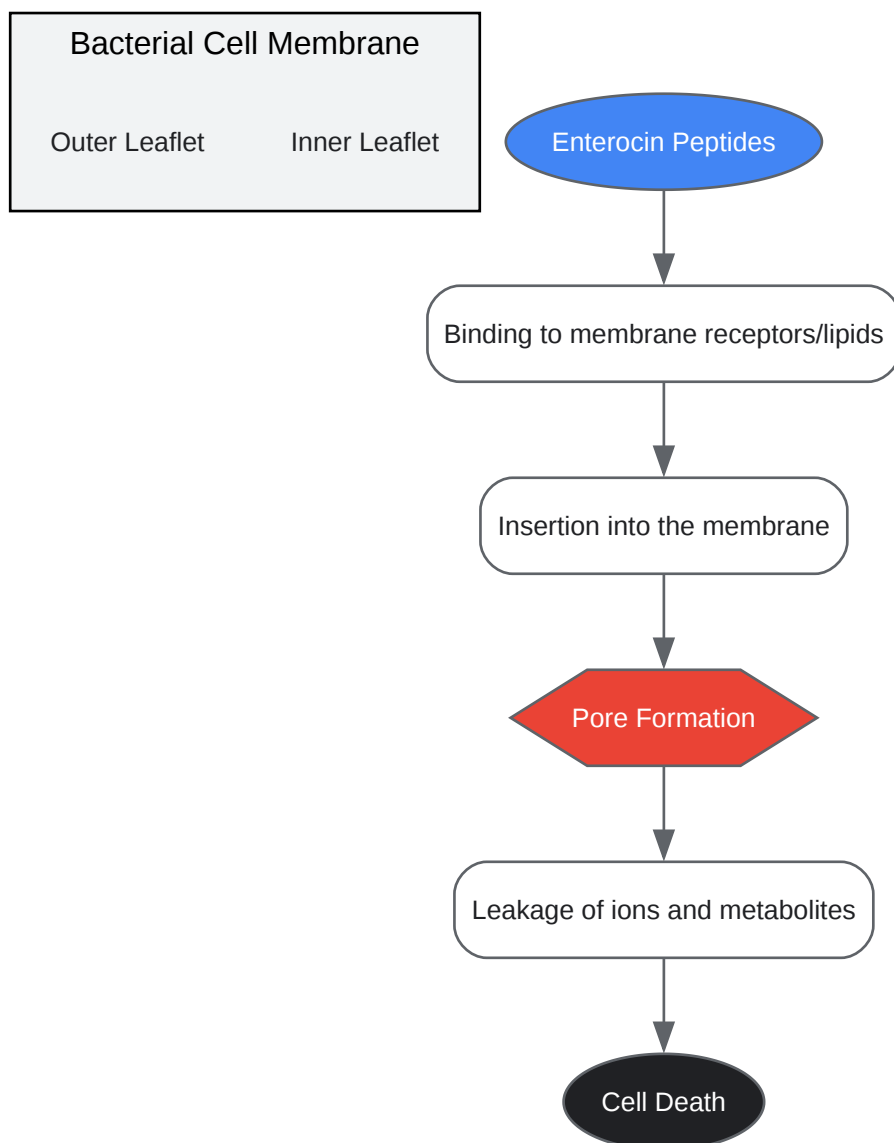 Bacterial Cell Membrane
Outer Leaflet
Inner Leaflet
Enterocin Peptides
Binding to membrane receptors/lipids
Insertion into the membrane
Pore Formation
Leakage of ions and metabolites
Cell Death